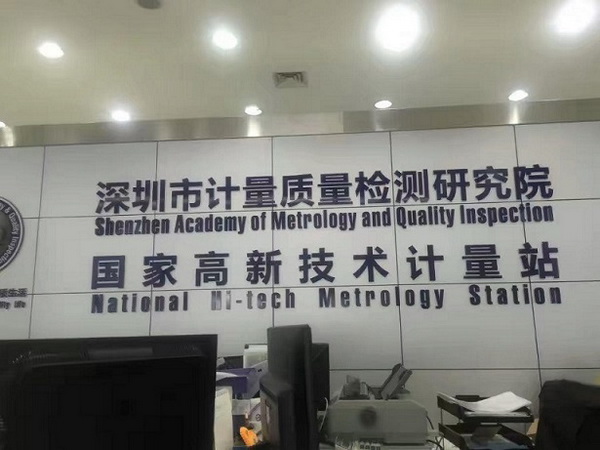 深圳市计量质量检测研究院
Shenzhen Academy of Metrology and Quality Inspection
国家高新技术计量站
National Hi-tech Metrology Station